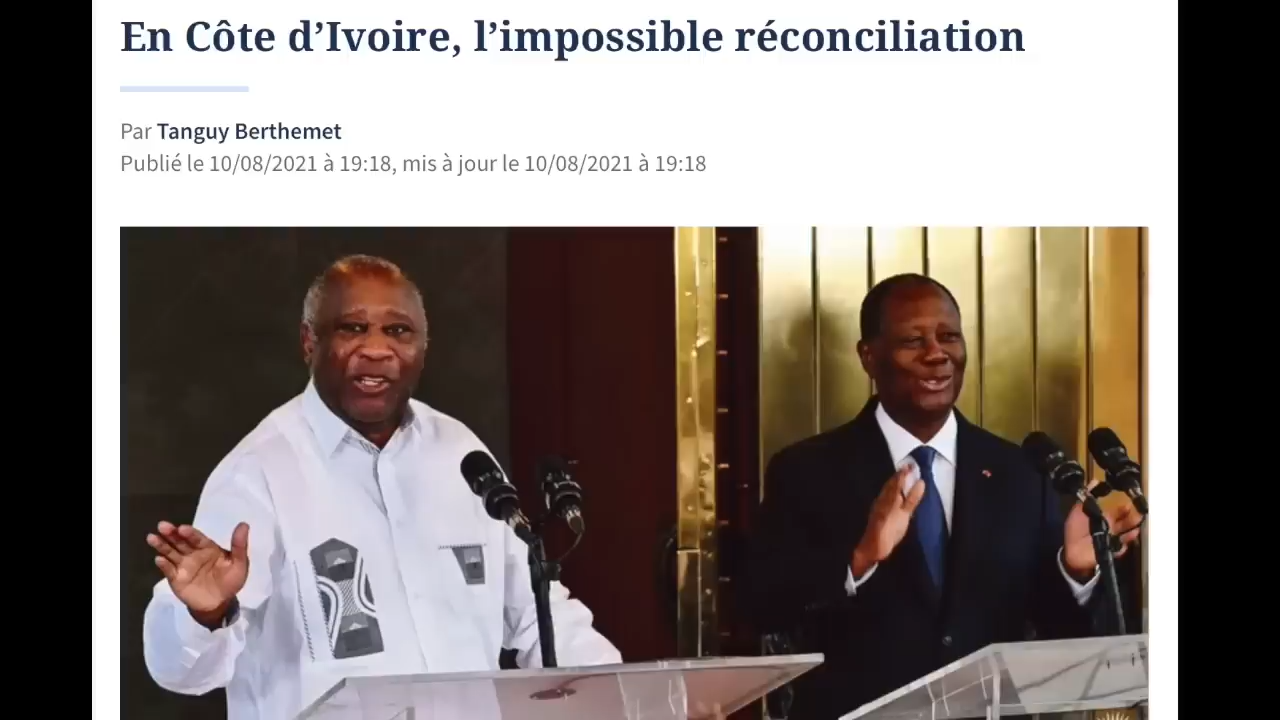 En Côte d’Ivoire, l’impossible réconciliation
Par Tanguy Berthemet
Publié le 10/08/2021 à 19:18, mis à jour le 10/08/2021 à 19:18